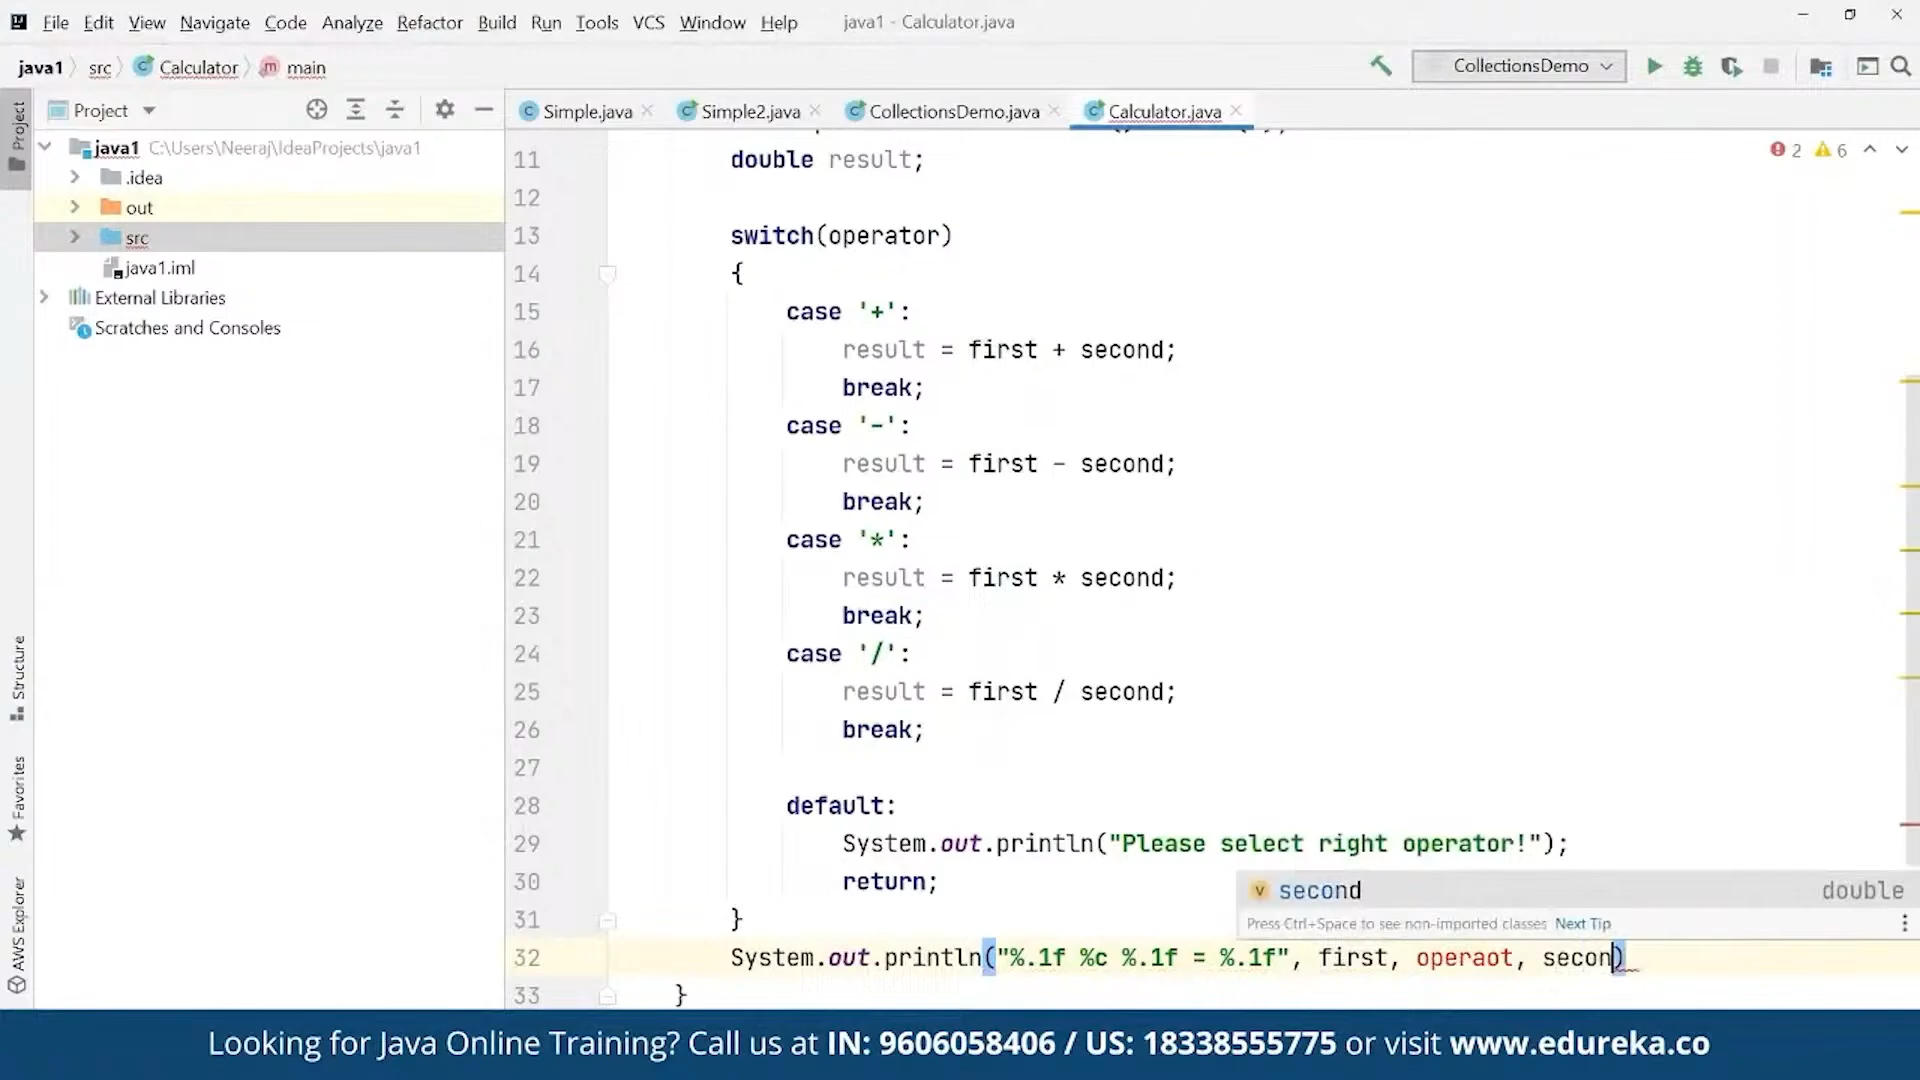 File Edit View Navigate Code Analyze Refactor Build Run Tools VCS Window Help java1 - Calculator.java
java1 src Calculator main
CollectionsDemo
Project
Simple.java Simple2.java CollectionsDemo.java Calculator.java
Project
java1 C:\Users\Neeraj\IdeaProjects\java1
.idea
out
src
java1.iml
External Libraries
Scratches and Consoles
Structure
Favorites
AWS Explorer
2 6
11 double result;
12
13 switch(operator)
14 {
15 case '+':
16 result = first + second;
17 break;
18 case '-':
19 result = first - second;
20 break;
21 case '*':
22 result = first * second;
23 break;
24 case '/':
25 result = first / second;
26 break;
27
28 default:
29 System.out.println("Please select right operator!");
30 return;
31 }
second double
Press Ctrl+Space to see non-imported classes Next Tip
32 System.out.println("%.1f %c %.1f = %.1f", first, operaot, secon)
33 }
Looking for Java Online Training? Call us at IN: 9606058406 / US: 18338555775 or visit www.edureka.co